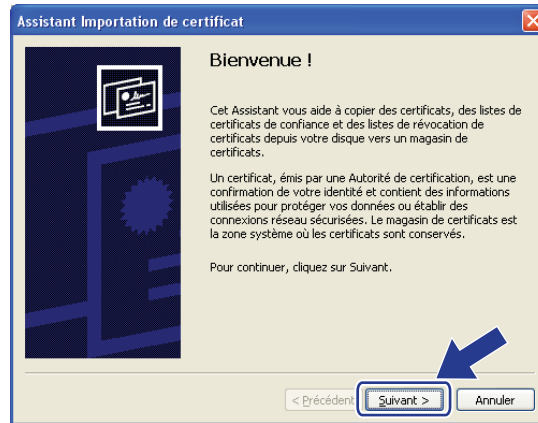 Assistant Importation de certificat
Bienvenue !
Cet Assistant vous aide à copier des certificats, des listes de
certificats de confiance et des listes de révocation de
certificats depuis votre disque vers un magasin de
certificats.
Un certificat, émis par une Autorité de certification, est une
confirmation de votre identité et contient des informations
utilisées pour protéger vos données ou établir des
connexions réseau sécurisées. Le magasin de certificats est
la zone système où les certificats sont conservés.
Pour continuer, cliquez sur Suivant.
< Précédent
Suivant >
Annuler